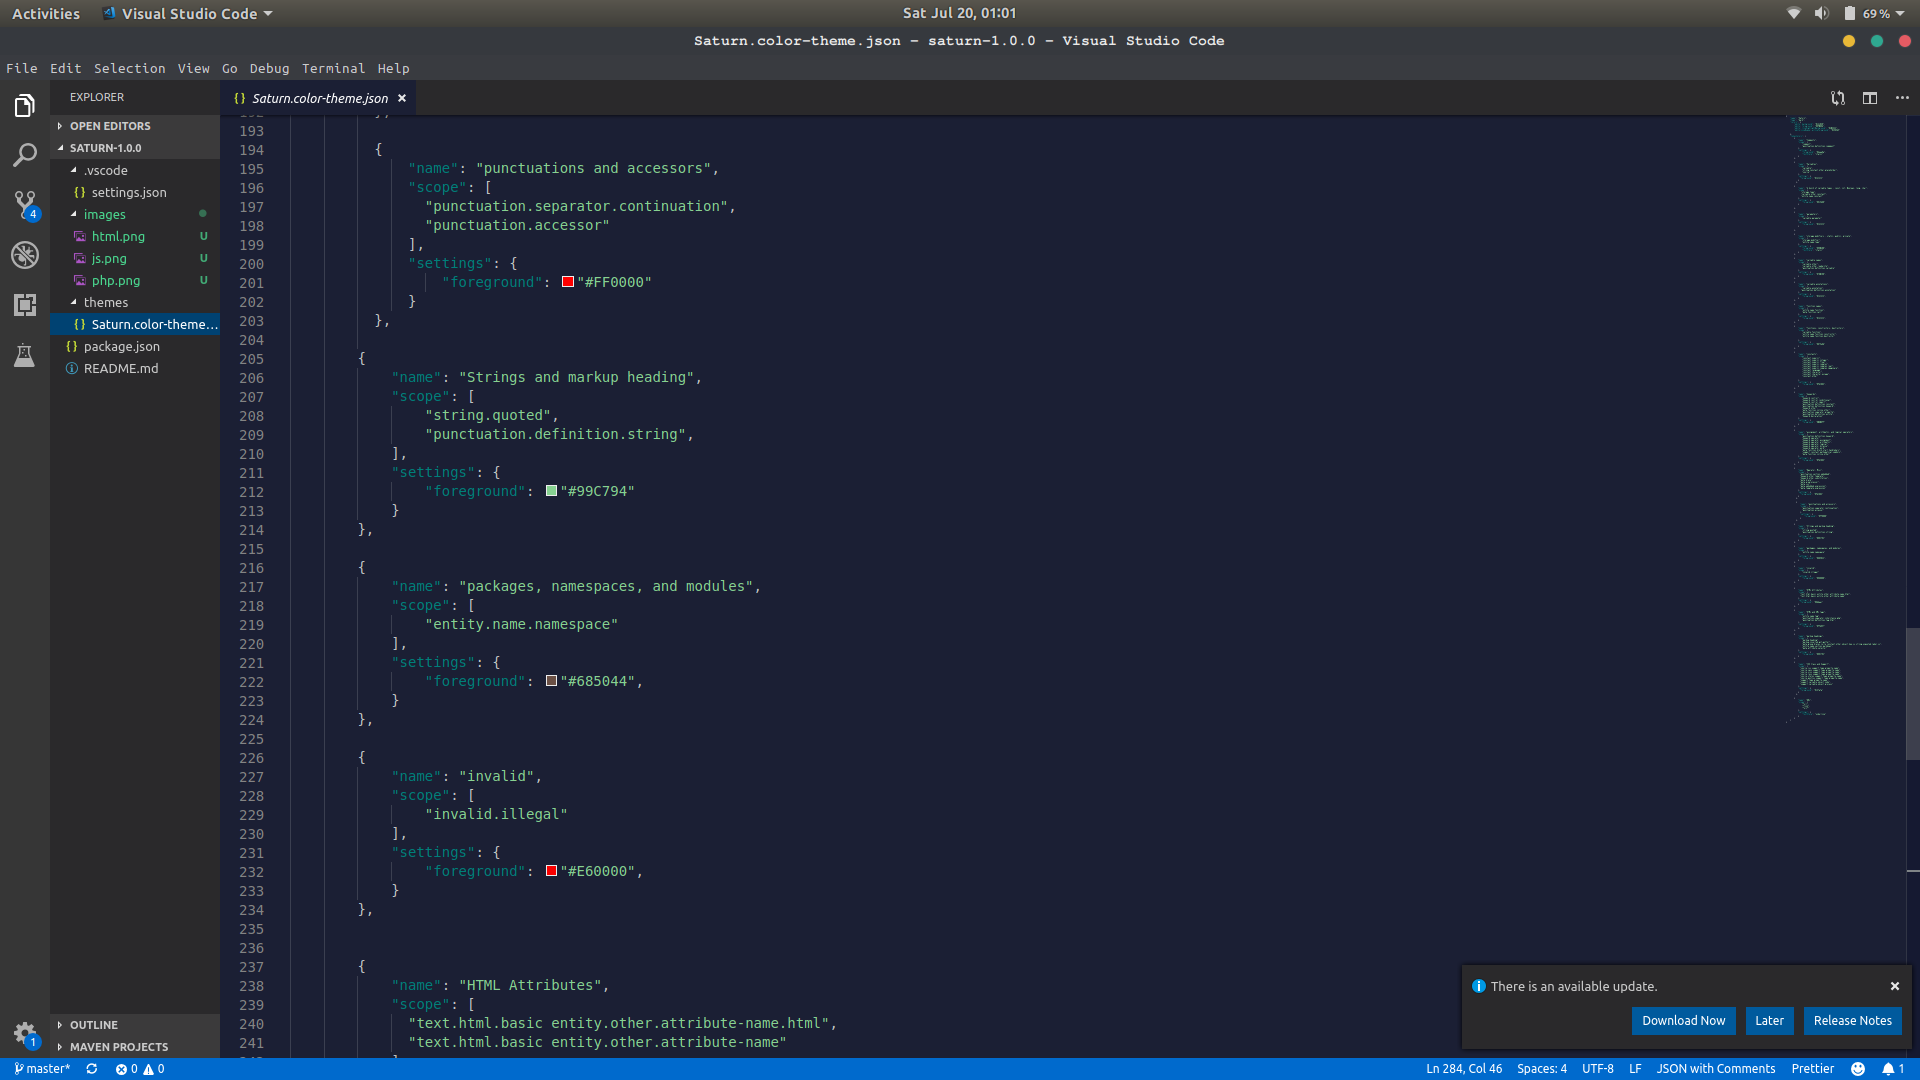 Activities
Visual Studio Code
Sat Jul 20, 01:01
69 %
Saturn.color-theme.json - saturn-1.0.0 - Visual Studio Code
File Edit Selection View Go Debug Terminal Help
EXPLORER
OPEN EDITORS
SATURN-1.0.0
.vscode
{} settings.json
images
html.png U
js.png U
php.png U
themes
{} Saturn.color-theme...
{} package.json
README.md
OUTLINE
MAVEN PROJECTS
4
1
{} Saturn.color-theme.json ×
193
194 {
195 "name": "punctuations and accessors",
196 "scope": [
197 "punctuation.separator.continuation",
198 "punctuation.accessor"
199 ],
200 "settings": {
201 "foreground": "#FF0000"
202 }
203 },
204
205 {
206 "name": "Strings and markup heading",
207 "scope": [
208 "string.quoted",
209 "punctuation.definition.string",
210 ],
211 "settings": {
212 "foreground": "#99C794"
213 }
214 },
215
216 {
217 "name": "packages, namespaces, and modules",
218 "scope": [
219 "entity.name.namespace"
220 ],
221 "settings": {
222 "foreground": "#685044",
223 }
224 },
225
226 {
227 "name": "invalid",
228 "scope": [
229 "invalid.illegal"
230 ],
231 "settings": {
232 "foreground": "#E60000",
233 }
234 },
235
236
237 {
238 "name": "HTML Attributes",
239 "scope": [
240 "text.html.basic entity.other.attribute-name.html",
241 "text.html.basic entity.other.attribute-name"
There is an available update.
Download Now
Later
Release Notes
master* 0 0
Ln 284, Col 46 Spaces: 4 UTF-8 LF JSON with Comments Prettier 1